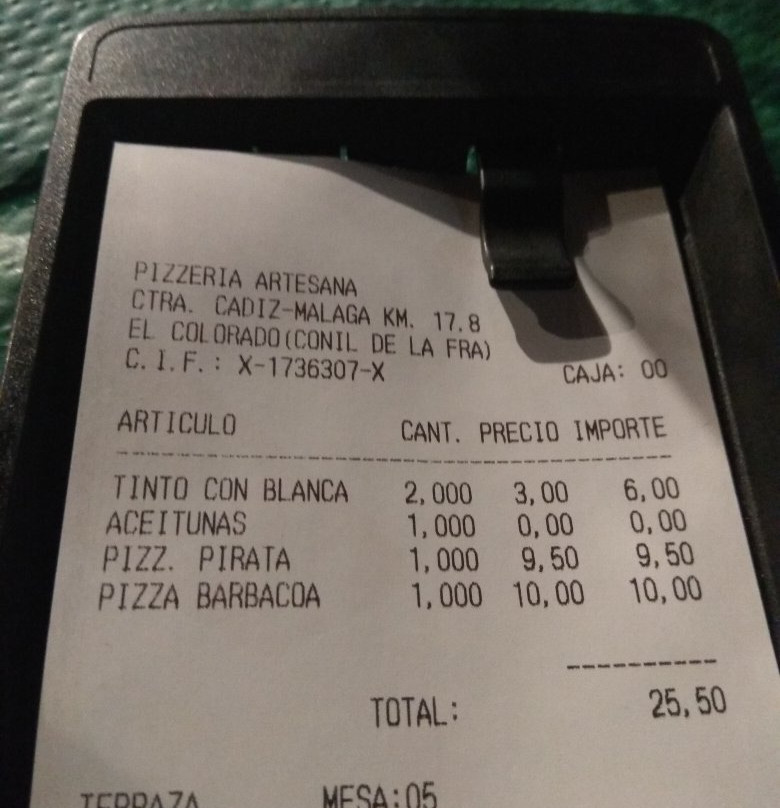 PIZZERIA ARTESANA
CTRA. CADIZ-MALAGA KM. 17.8
EL COLORADO(CONIL DE LA FRA)
C.I.F.: X-1736307-X CAJA: 00
ARTICULO CANT. PRECIO IMPORTE
TINTO CON BLANCA 2,000 3,00 6,00
ACEITUNAS 1,000 0,00 0,00
PIZZ. PIRATA 1,000 9,50 9,50
PIZZA BARBACOA 1,000 10,00 10,00
TOTAL: 25,50
TERRAZA MESA:05